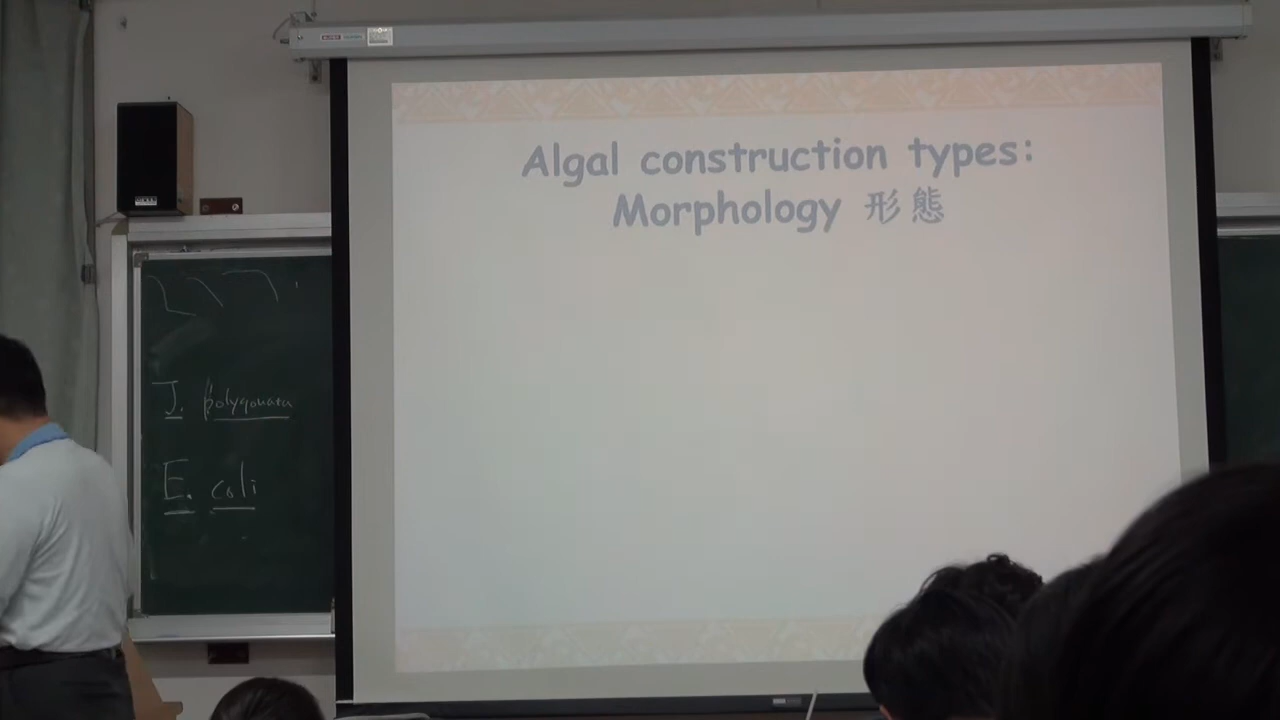 Algal construction types:
Morphology 形態
J. polygonata
E. coli